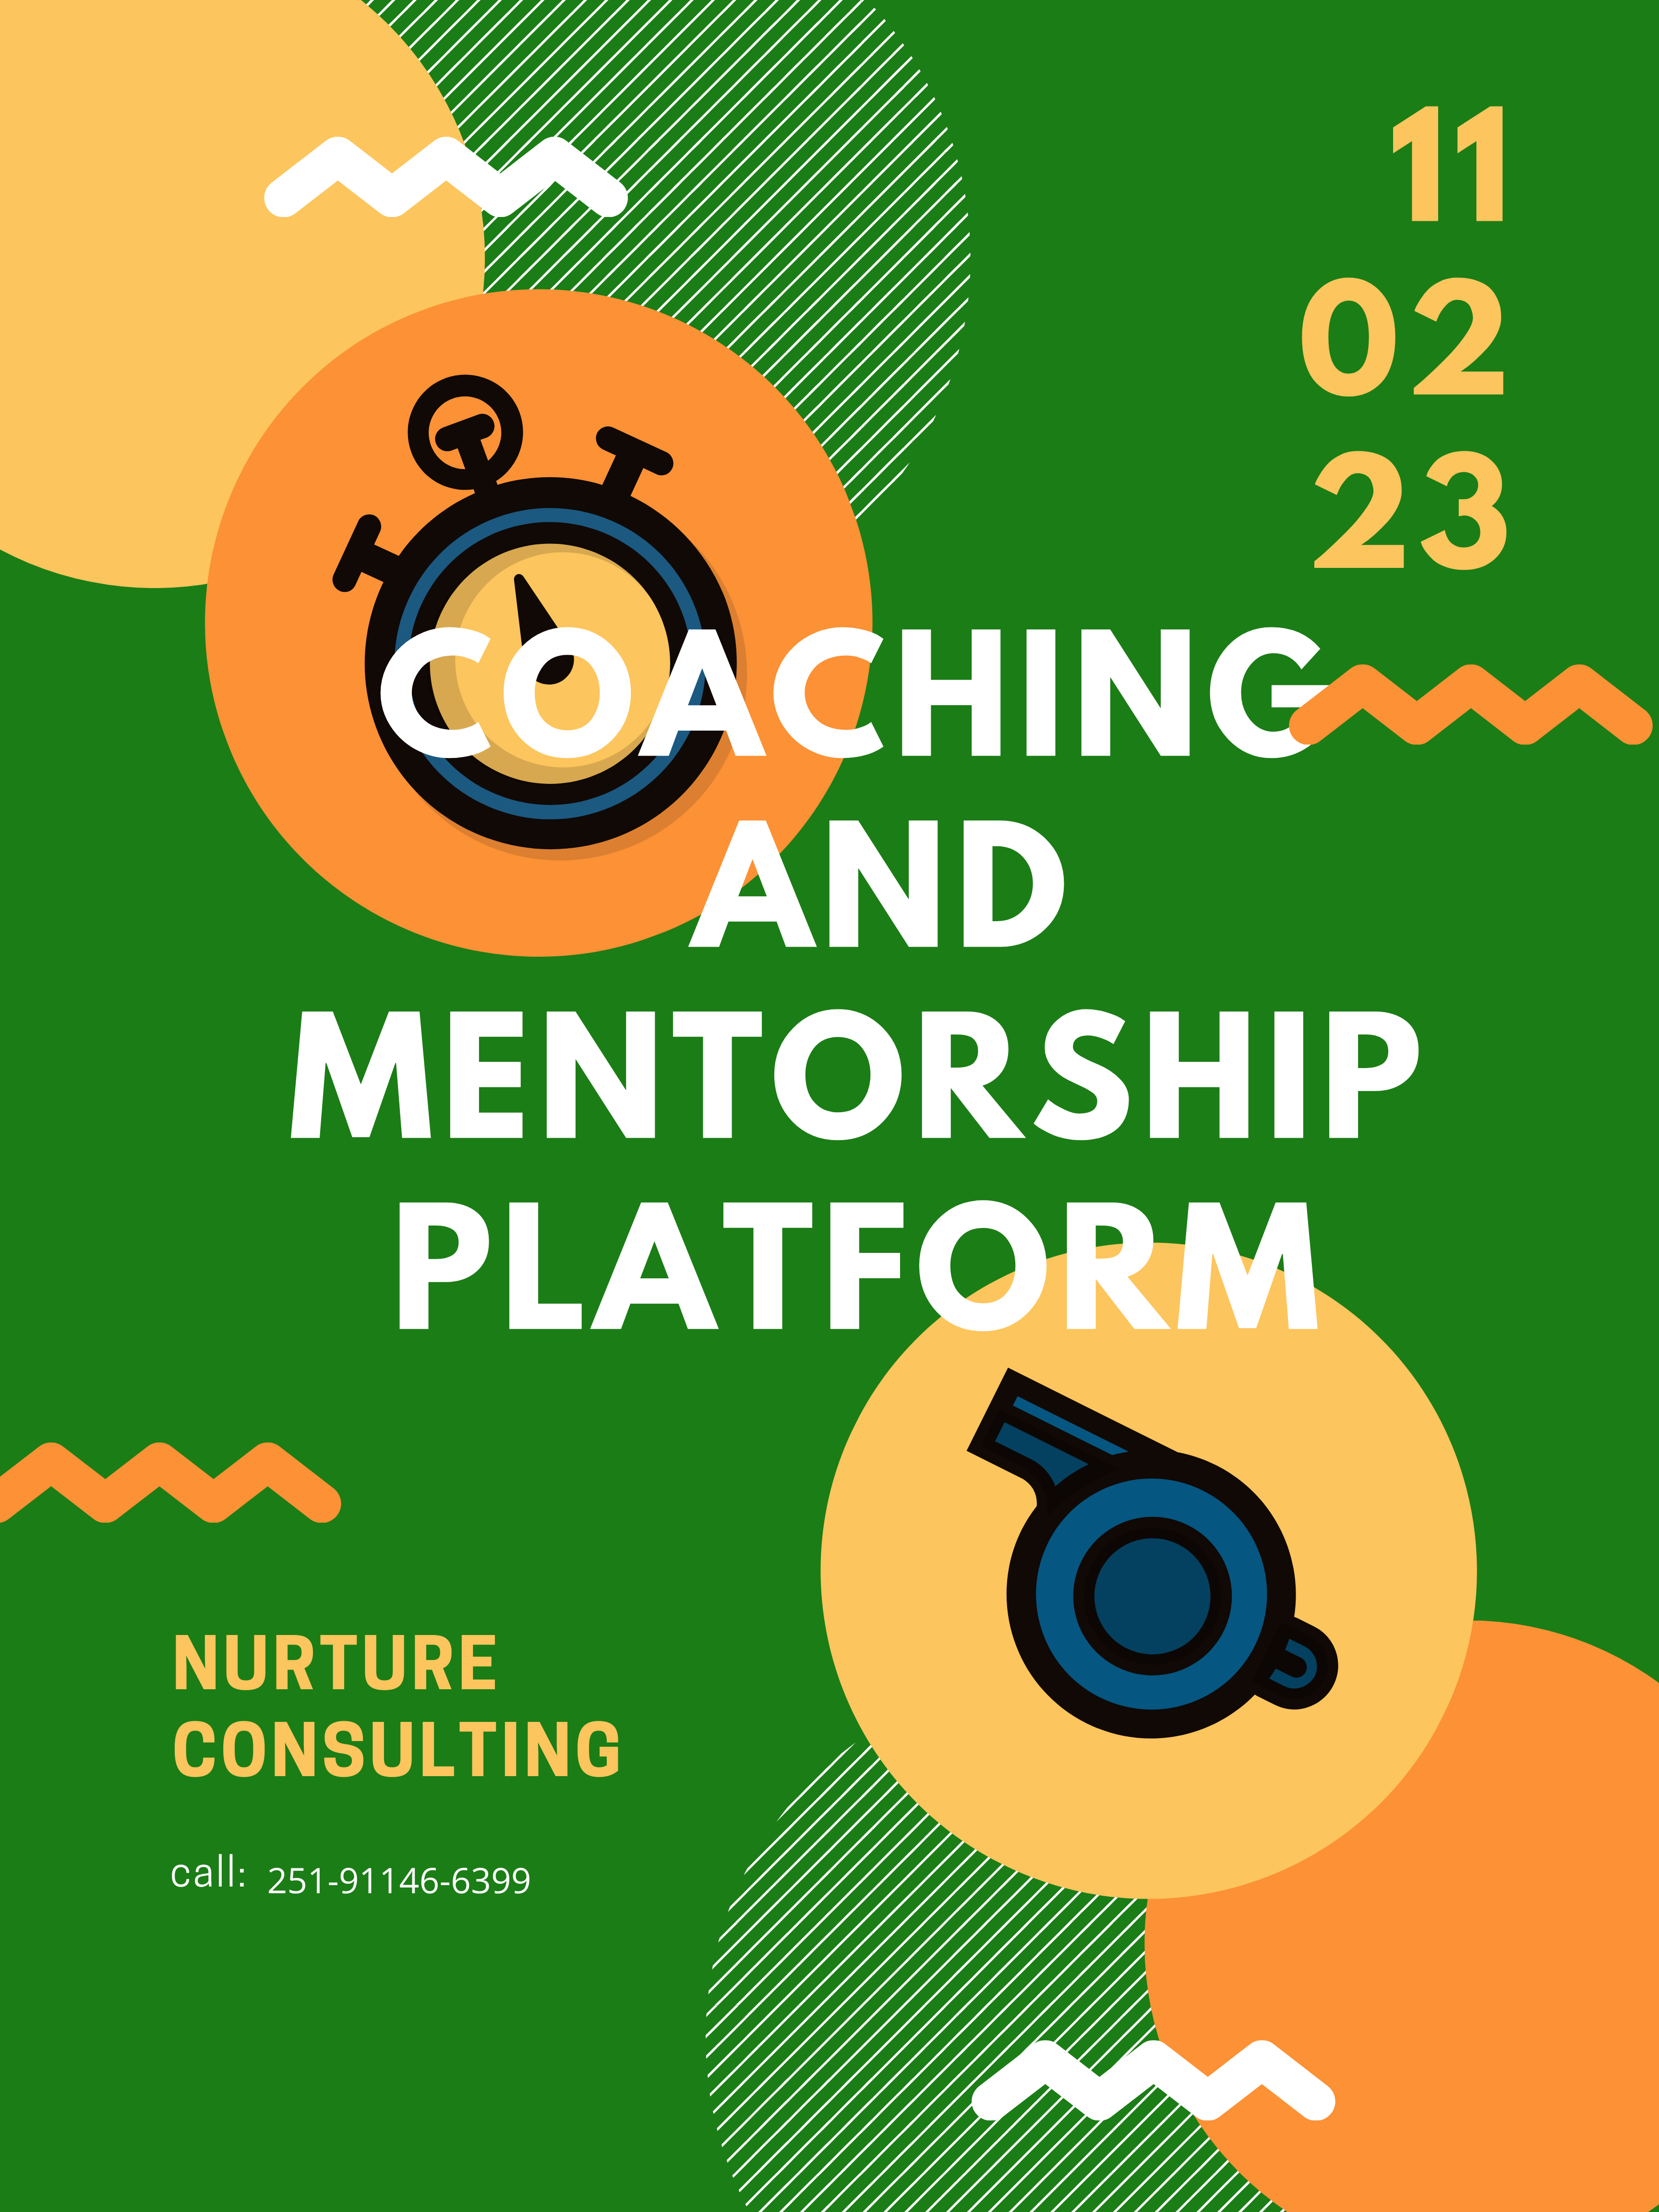 11
02
23
COACHING
AND
MENTORSHIP
PLATFORM
NURTURE
CONSULTING
call: 251-91146-6399